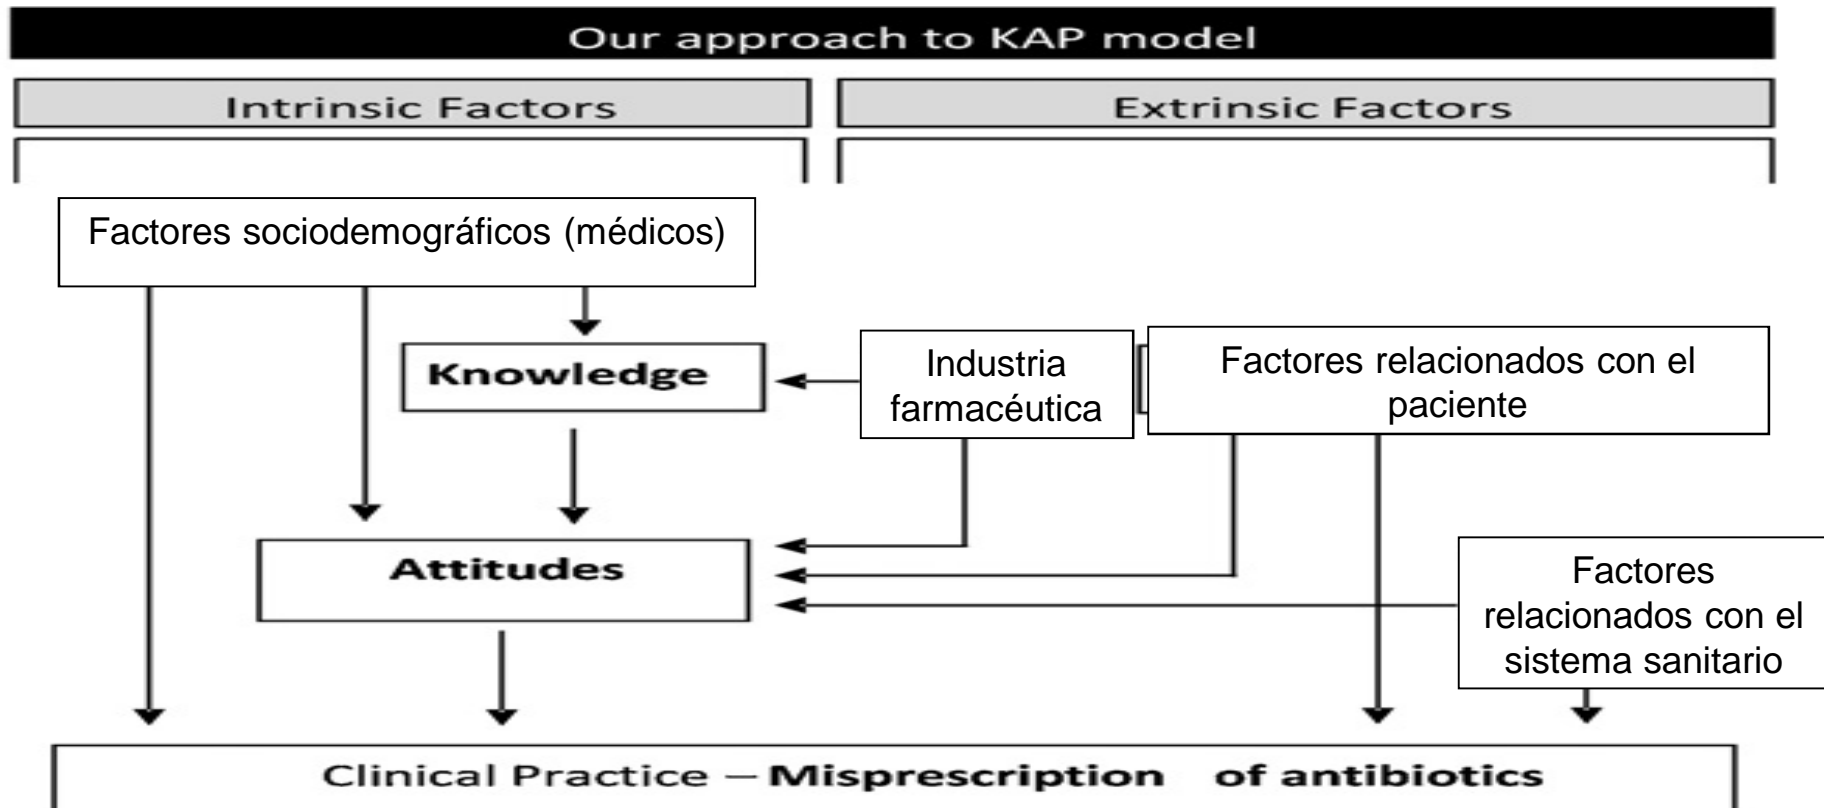 Our approach to KAP model
Intrinsic Factors
Extrinsic Factors
Factores sociodemográficos (médicos)
Knowledge
Industria
farmacéutica
Factores relacionados con el
paciente
Attitudes
Factores
relacionados con el
sistema sanitario
Clinical Practice – Misprescription of antibiotics